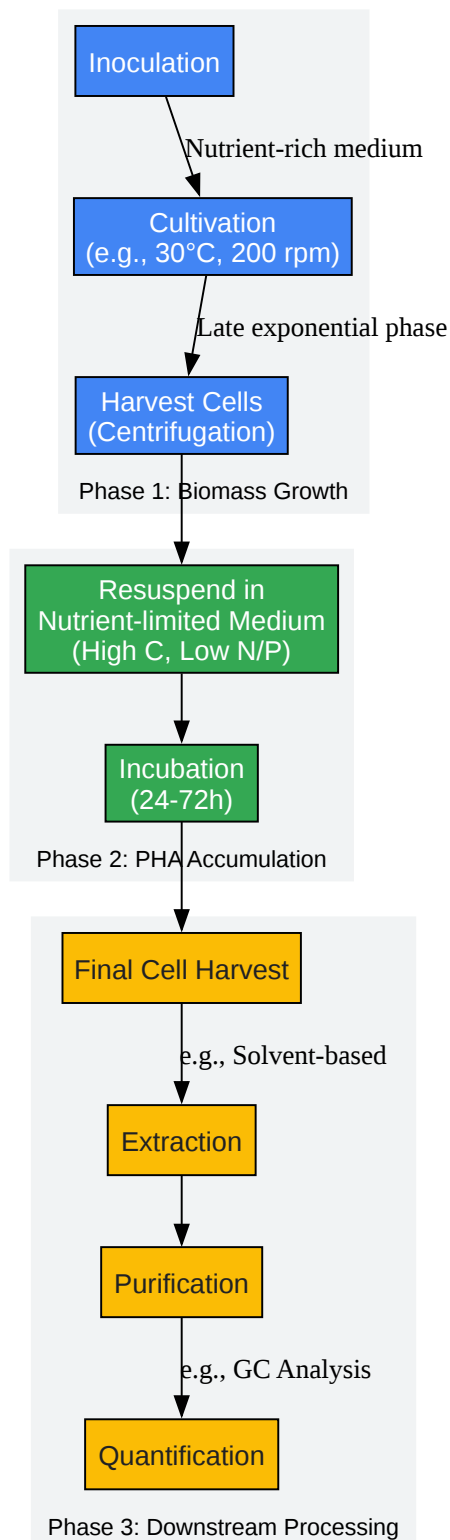 Inoculation
Nutrient-rich medium
Cultivation
(e.g., 30°C, 200 rpm)
Late exponential phase
Harvest Cells
(Centrifugation)
Phase 1: Biomass Growth
Resuspend in
Nutrient-limited Medium
(High C, Low N/P)
Incubation
(24-72h)
Phase 2: PHA Accumulation
Final Cell Harvest
e.g., Solvent-based
Extraction
Purification
e.g., GC Analysis
Quantification
Phase 3: Downstream Processing